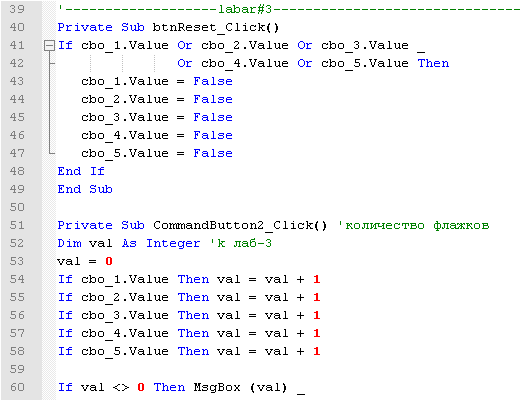 39 '-----------------labar#3----------------------------
40 Private Sub btnReset_Click()
41 If cbo_1.Value Or cbo_2.Value Or cbo_3.Value _
42 Or cbo_4.Value Or cbo_5.Value Then
43 cbo_1.Value = False
44 cbo_2.Value = False
45 cbo_3.Value = False
46 cbo_4.Value = False
47 cbo_5.Value = False
48 End If
49 End Sub
50
51 Private Sub CommandButton2_Click() 'количество флажков
52 Dim val As Integer 'k лаб-3
53 val = 0
54 If cbo_1.Value Then val = val + 1
55 If cbo_2.Value Then val = val + 1
56 If cbo_3.Value Then val = val + 1
57 If cbo_4.Value Then val = val + 1
58 If cbo_5.Value Then val = val + 1
59
60 If val <> 0 Then MsgBox (val) _